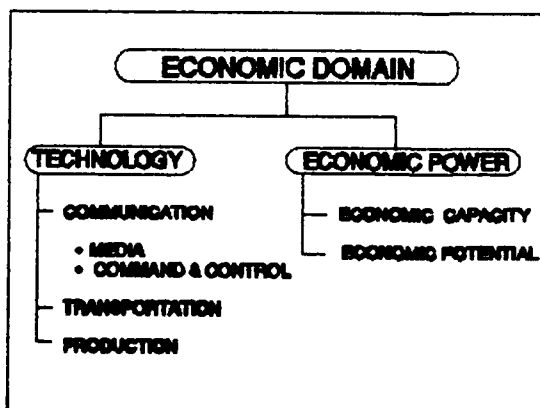 ECONOMIC DOMAIN
TECHNOLOGY
COMMUNICATION
• MEDIA
• COMMAND & CONTROL
TRANSPORTATION
PRODUCTION
ECONOMIC POWER
ECONOMIC CAPACITY
ECONOMIC POTENTIAL